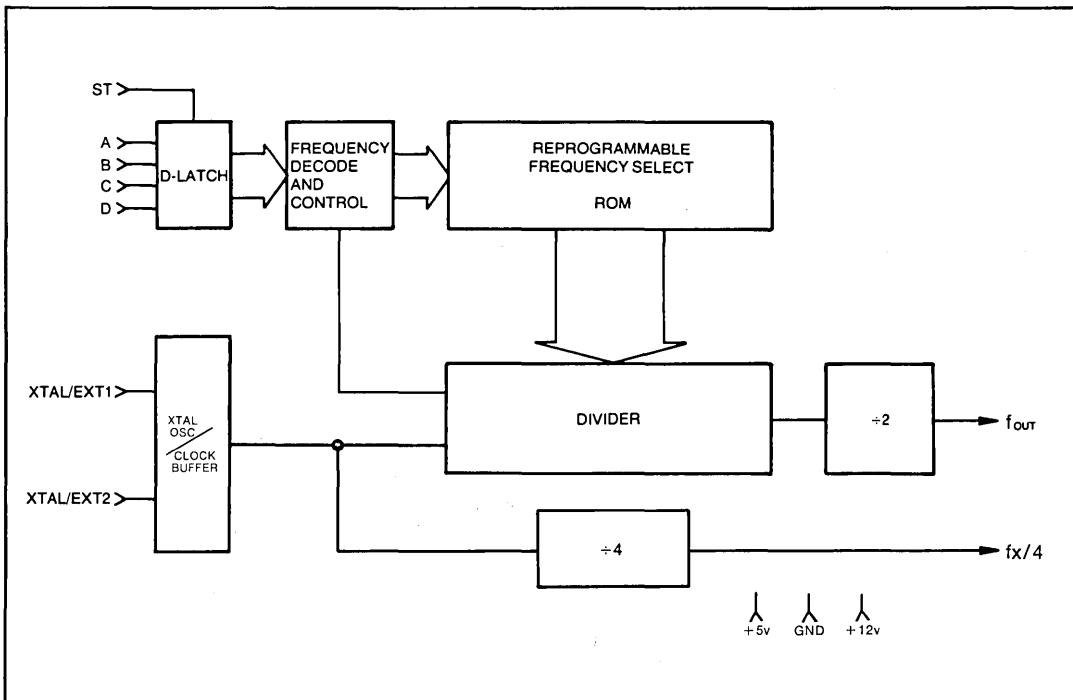 ST
A
B
C
D
D-LATCH
FREQUENCY
DECODE
AND
CONTROL
REPROGRAMMABLE
FREQUENCY SELECT
ROM
XTAL/EXT1
XTAL/EXT2
XTAL
OSC
CLOCK
BUFFER
DIVIDER
÷2
fOUT
÷4
fX/4
+5v
GND
+12v